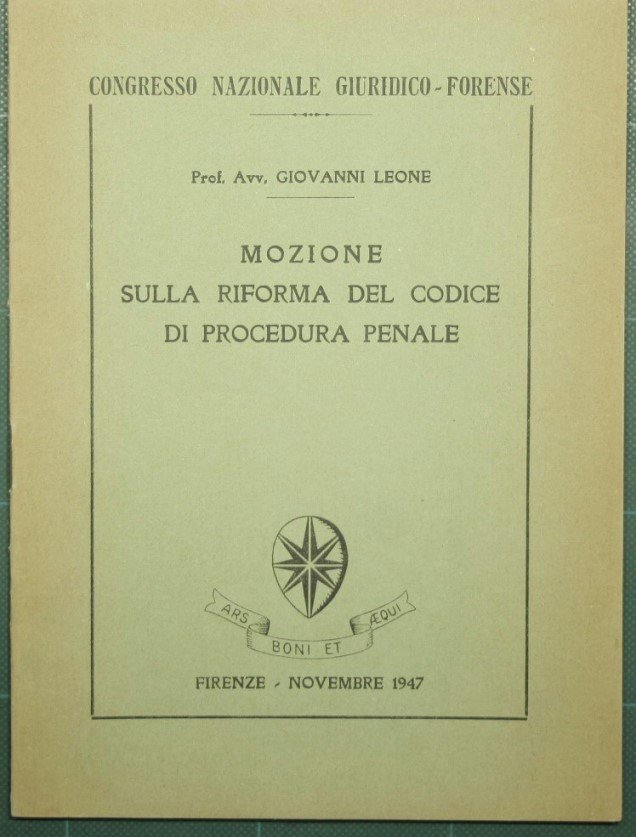 CONGRESSO NAZIONALE GIURIDICO-FORENSE
Prof. Avv. GIOVANNI LEONE
MOZIONE
SULLA RIFORMA DEL CODICE
DI PROCEDURA PENALE
ARS BONI ET ÆQUI
FIRENZE - NOVEMBRE 1947